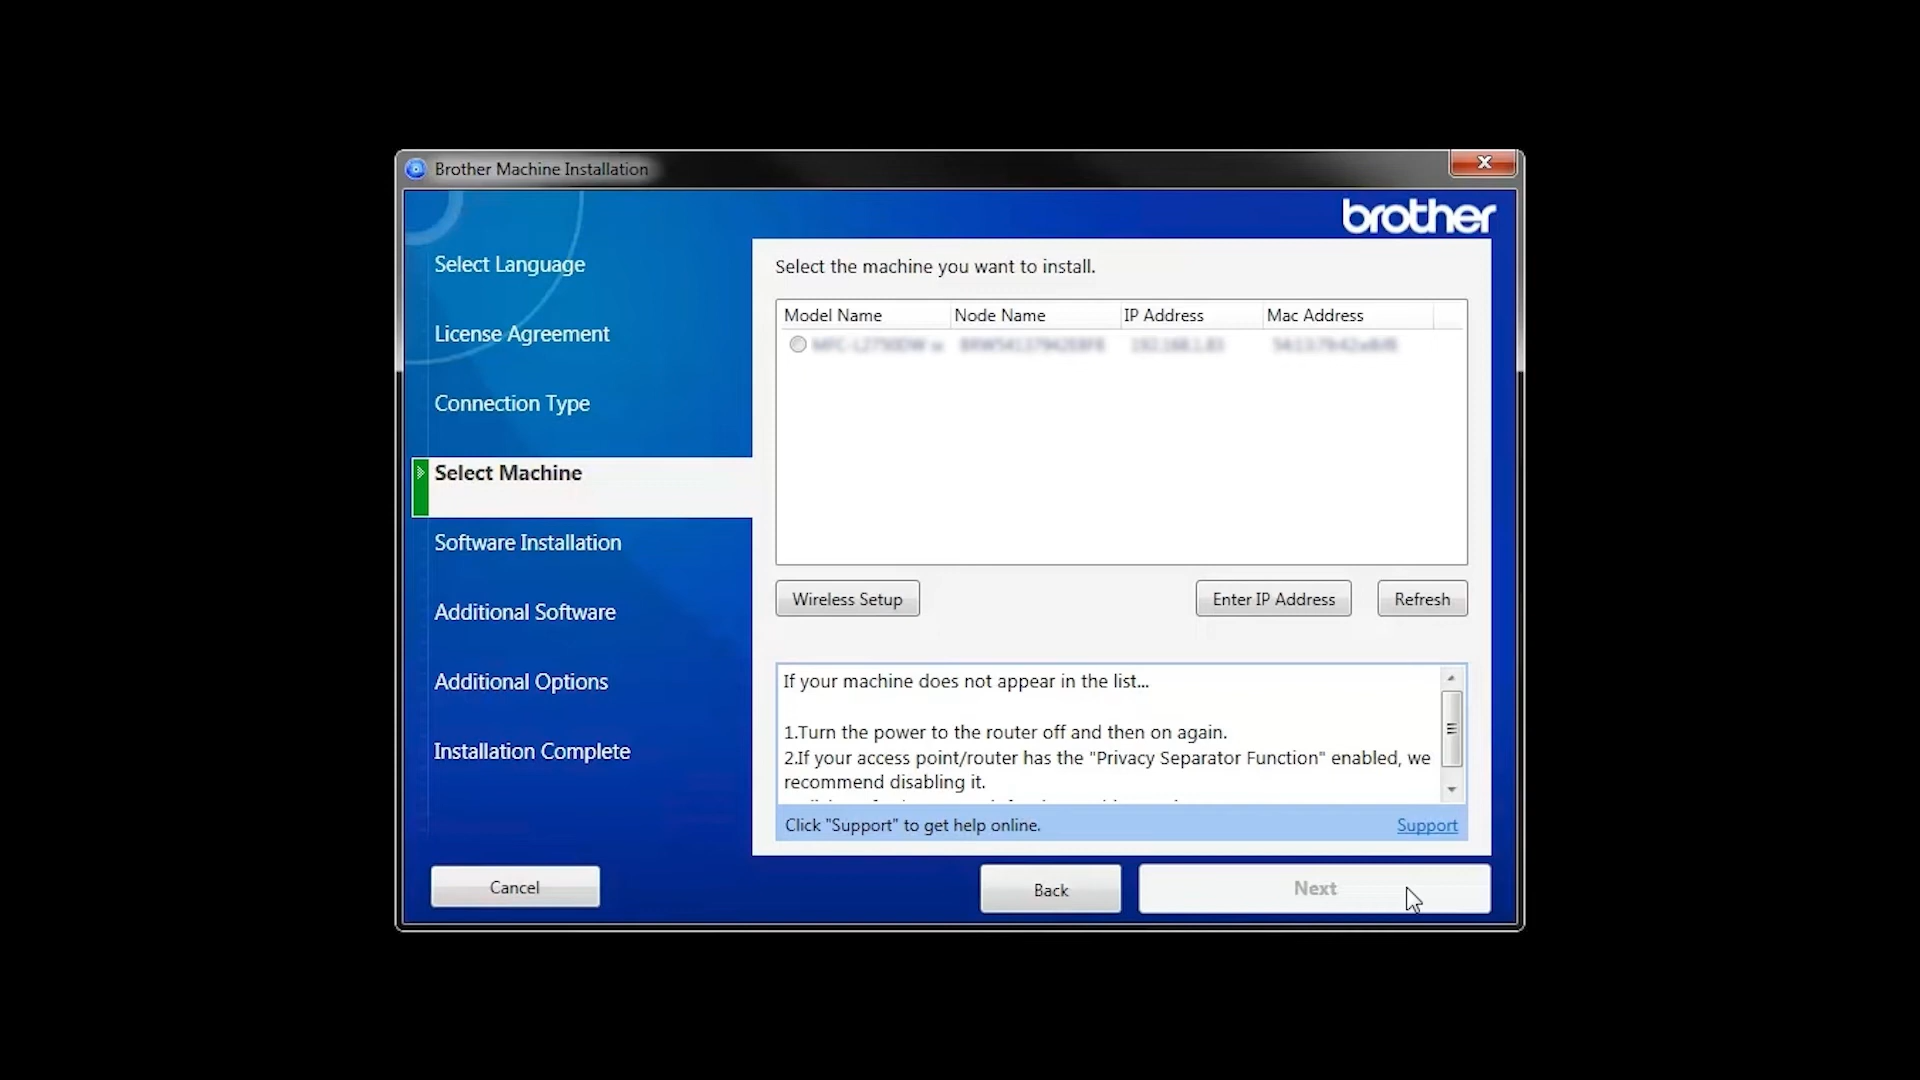 Brother Machine Installation
brother
Select Language
License Agreement
Connection Type
Select Machine
Software Installation
Additional Software
Additional Options
Installation Complete
Select the machine you want to install.
Model Name Node Name IP Address Mac Address
Wireless Setup Enter IP Address Refresh
If your machine does not appear in the list...
1.Turn the power to the router off and then on again.
2.If your access point/router has the "Privacy Separator Function" enabled, we
recommend disabling it.
Click "Support" to get help online. Support
Cancel Back Next